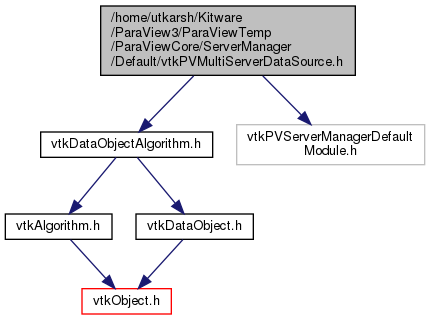 /home/utkarsh/Kitware
/ParaView3/ParaViewTemp
/ParaViewCore/ServerManager
/Default/vtkPVMultiServerDataSource.h
vtkDataObjectAlgorithm.h
vtkPVServerManagerDefault
Module.h
vtkAlgorithm.h
vtkDataObject.h
vtkObject.h